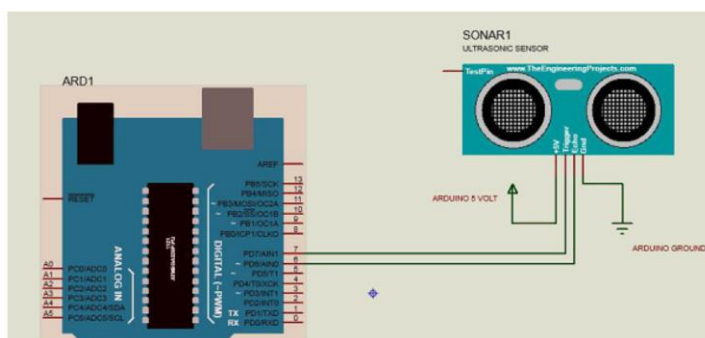 SONAR1
ULTRASONIC SENSOR
TestPin
www.TheEngineeringProjects.com
+5V
Trigger
Echo
Gnd
ARD1
AREF
RESET
PB5/SCK 13
PB4/MISO 12
~PB3/MOSI/OC2A 11
~PB2/SS/OC1B 10
~PB1/OC1A 9
PB0/ICP1/CLKO 8
PD7/AIN1 7
~PD6/AIN0 6
~PD5/T1 5
PD4/T0/XCK 4
~PD3/INT1 3
PD2/INT0 2
TX PD1/TXD 1
RX PD0/RXD 0
DIGITAL (~PWM)
ANALOG IN
A0 PC0/ADC0
A1 PC1/ADC1
A2 PC2/ADC2
A3 PC3/ADC3
A4 PC4/ADC4/SDA
A5 PC5/ADC5/SCL
ARDUINO 5 VOLT
ARDUINO GROUND